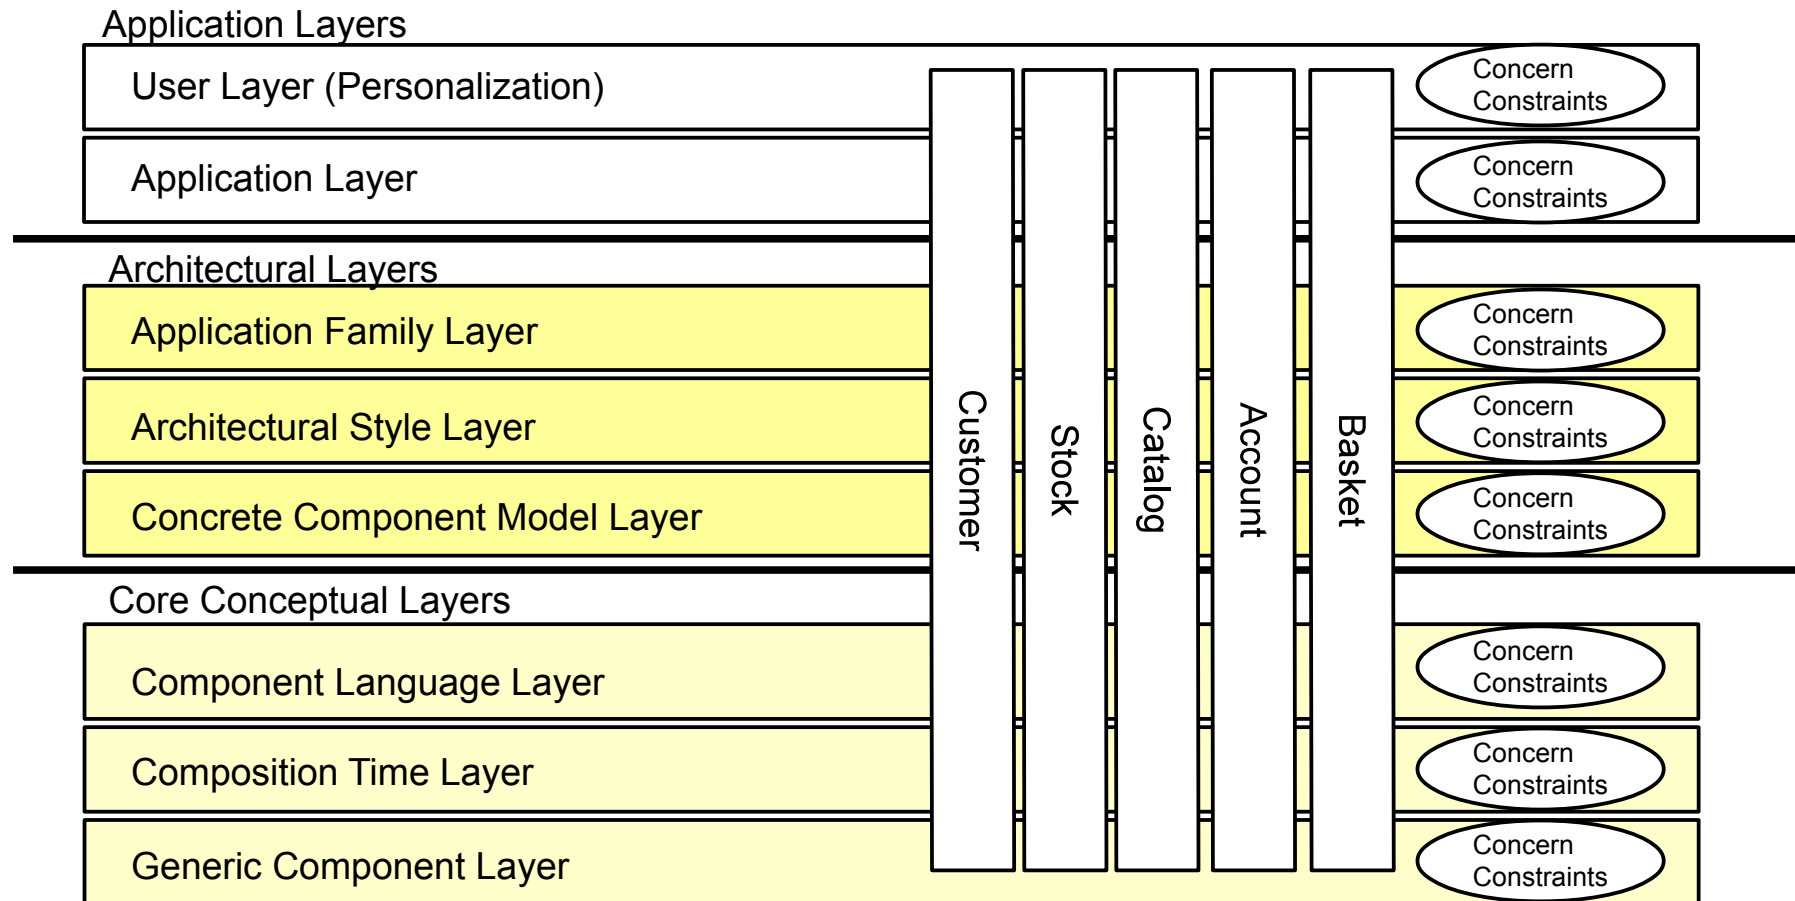 Application Layers
User Layer (Personalization)
Concern
Constraints
Application Layer
Concern
Constraints
Architectural Layers
Application Family Layer
Concern
Constraints
Architectural Style Layer
Concern
Constraints
Concrete Component Model Layer
Concern
Constraints
Customer
Stock
Catalog
Account
Basket
Core Conceptual Layers
Component Language Layer
Concern
Constraints
Composition Time Layer
Concern
Constraints
Generic Component Layer
Concern
Constraints